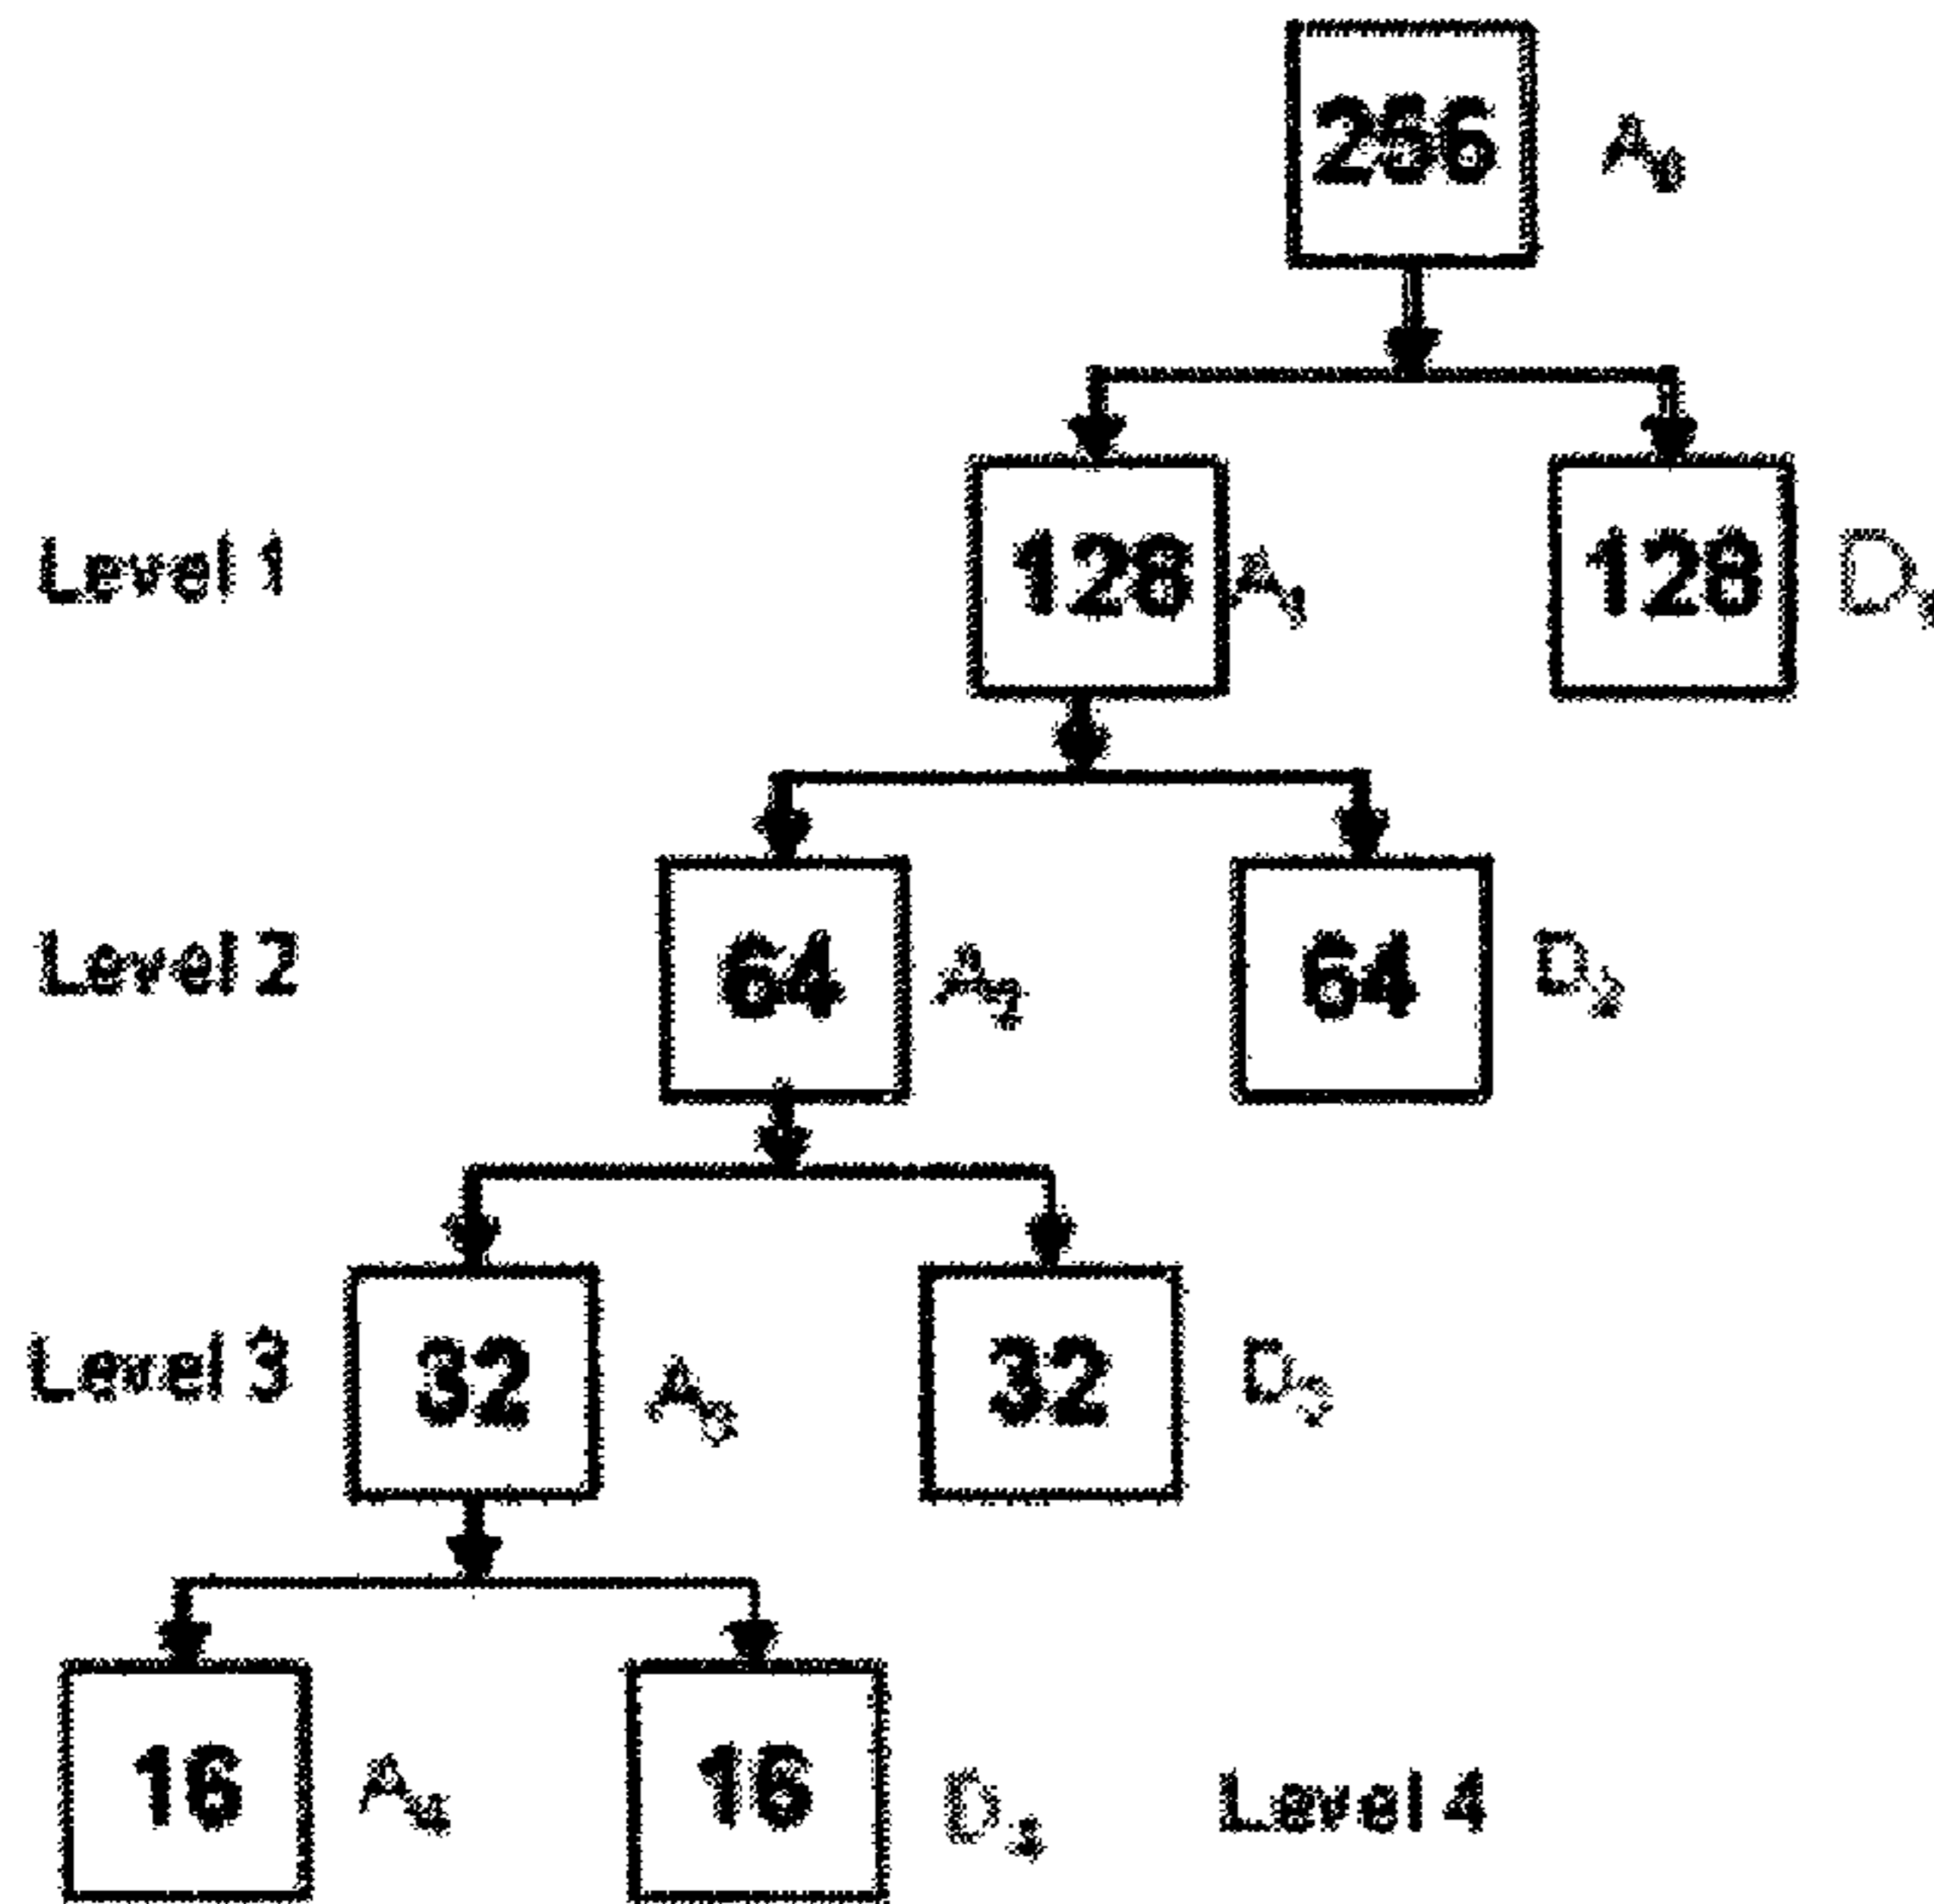 256 A₀
Level 1 128 A₁ 128 D₁
Level 2 64 A₂ 64 D₂
Level 3 32 A₃ 32 D₃
16 A₄ 16 D₄ Level 4